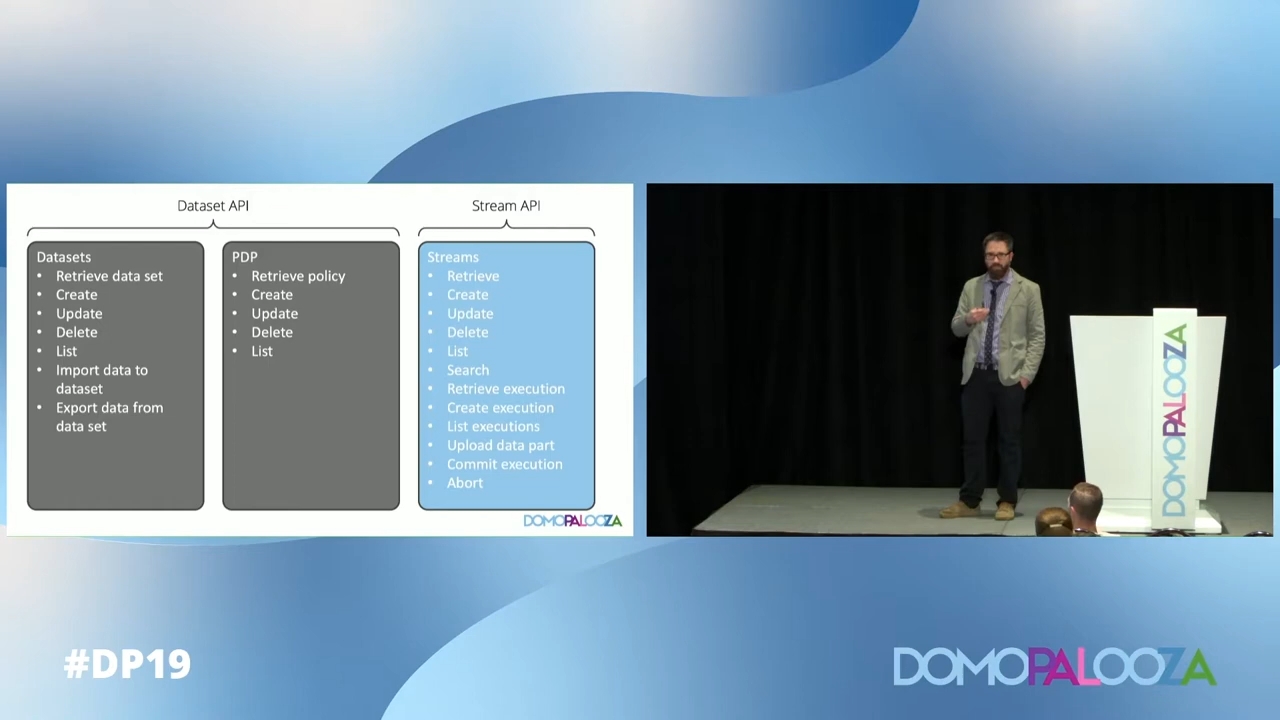 Dataset API
Stream API
Datasets
• Retrieve data set
• Create
• Update
• Delete
• List
• Import data to
dataset
• Export data from
data set
PDP
• Retrieve policy
• Create
• Update
• Delete
• List
Streams
• Retrieve
• Create
• Update
• Delete
• List
• Search
• Retrieve execution
• Create execution
• List executions
• Upload data part
• Commit execution
• Abort
DOMOPALOOZA
DOMOPALOOZA
#DP19
DOMOPALOOZA